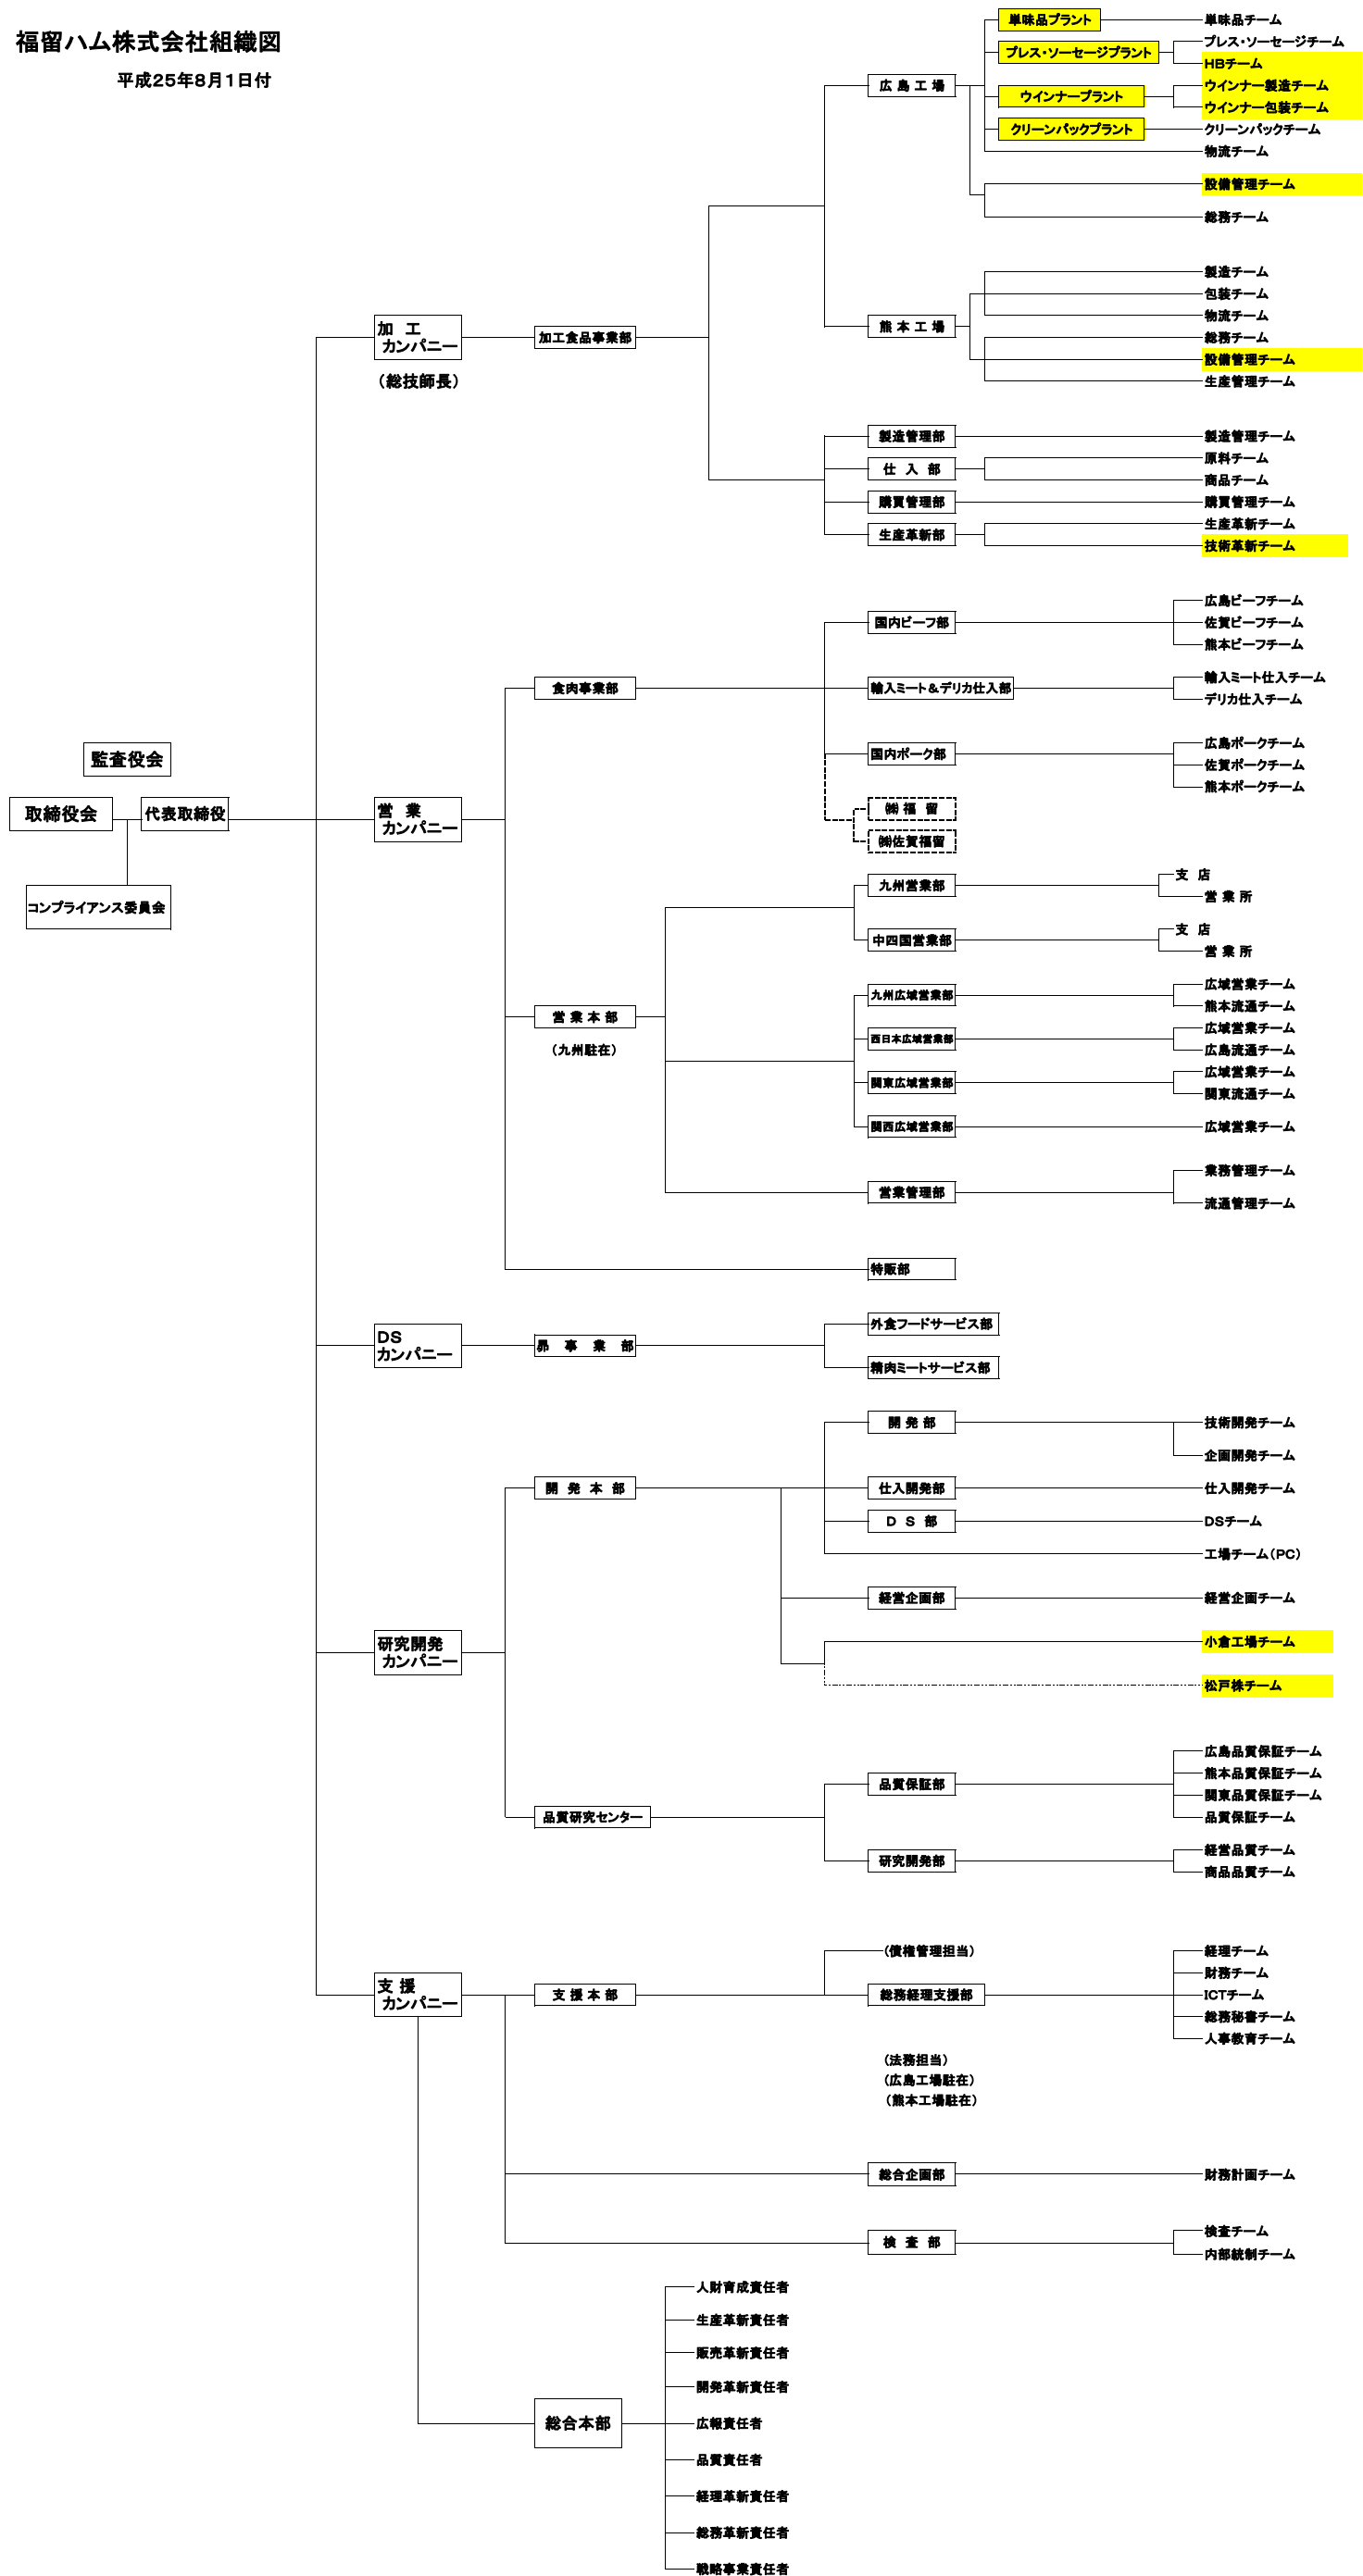 福留ハム株式会社組織図
平成25年8月1日付
監査役会
取締役会
代表取締役
コンプライアンス委員会
加 工
カンパニー
（総技師長）
加工食品事業部
広 島 工 場
単味品プラント
単味品チーム
プレス・ソーセージプラント
プレス・ソーセージチーム
HBチーム
ウインナープラント
ウインナー製造チーム
ウインナー包装チーム
クリーンパックプラント
クリーンパックチーム
物流チーム
設備管理チーム
総務チーム
熊 本 工 場
製造チーム
包装チーム
物流チーム
総務チーム
設備管理チーム
生産管理チーム
製造管理部
製造管理チーム
仕 入 部
原料チーム
商品チーム
購買管理部
購買管理チーム
生産革新部
生産革新チーム
技術革新チーム
営 業
カンパニー
食肉事業部
国内ビーフ部
広島ビーフチーム
佐賀ビーフチーム
熊本ビーフチーム
輸入ミート＆デリカ仕入部
輸入ミート仕入チーム
デリカ仕入チーム
国内ポーク部
広島ポークチーム
佐賀ポークチーム
熊本ポークチーム
㈱福 留
㈱佐賀福留
営 業 本 部
（九州駐在）
九州営業部
支 店
営 業 所
中四国営業部
支 店
営 業 所
九州広域営業部
広域営業チーム
熊本流通チーム
西日本広域営業部
広域営業チーム
広島流通チーム
関東広域営業部
広域営業チーム
関東流通チーム
関西広域営業部
広域営業チーム
営業管理部
業務管理チーム
流通管理チーム
特販部
DS
カンパニー
昴 事 業 部
外食フードサービス部
精肉ミートサービス部
研究開発
カンパニー
開 発 本 部
開 発 部
技術開発チーム
企画開発チーム
仕入開発部
仕入開発チーム
D S 部
DSチーム
工場チーム（PC）
経営企画部
経営企画チーム
小倉工場チーム
松戸株チーム
品質研究センター
品質保証部
広島品質保証チーム
熊本品質保証チーム
関東品質保証チーム
品質保証チーム
研究開発部
経営品質チーム
商品品質チーム
支 援
カンパニー
支 援 本 部
（債権管理担当）
総務経理支援部
経理チーム
財務チーム
ICTチーム
総務秘書チーム
人事教育チーム
（法務担当）
（広島工場駐在）
（熊本工場駐在）
総合企画部
財務計画チーム
検 査 部
検査チーム
内部統制チーム
総合本部
人財育成責任者
生産革新責任者
販売革新責任者
開発革新責任者
広報責任者
品質責任者
経理革新責任者
総務革新責任者
戦略事業責任者